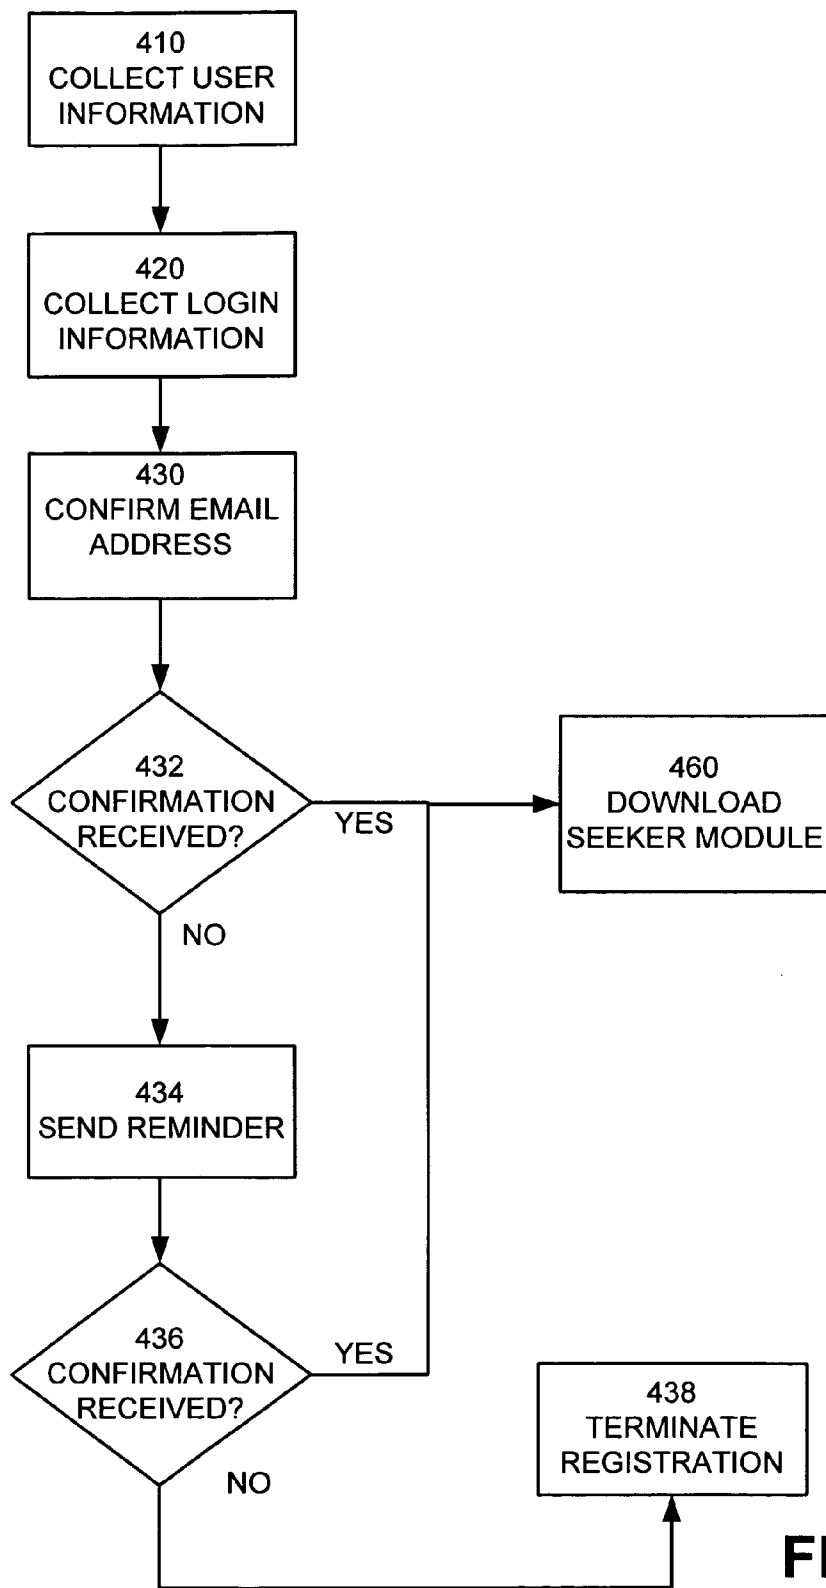 410
COLLECT USER
INFORMATION
420
COLLECT LOGIN
INFORMATION
430
CONFIRM EMAIL
ADDRESS
432
CONFIRMATION
RECEIVED?
YES
460
DOWNLOAD
SEEKER MODULE
NO
434
SEND REMINDER
436
CONFIRMATION
RECEIVED?
YES
438
TERMINATE
REGISTRATION
NO